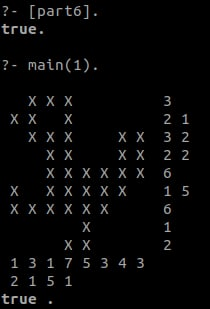 ?- [part6].
true.
?- main(1).
   X X X          3
 X X   X          2 1
   X X X     X X  3 2
     X X     X X  2 2
     X X X X X X  6
 X   X X X X X    1 5
 X X X X X X      6
         X        1
       X X        2
 1 3 1 7 5 3 4 3
 2 1 5 1
true .